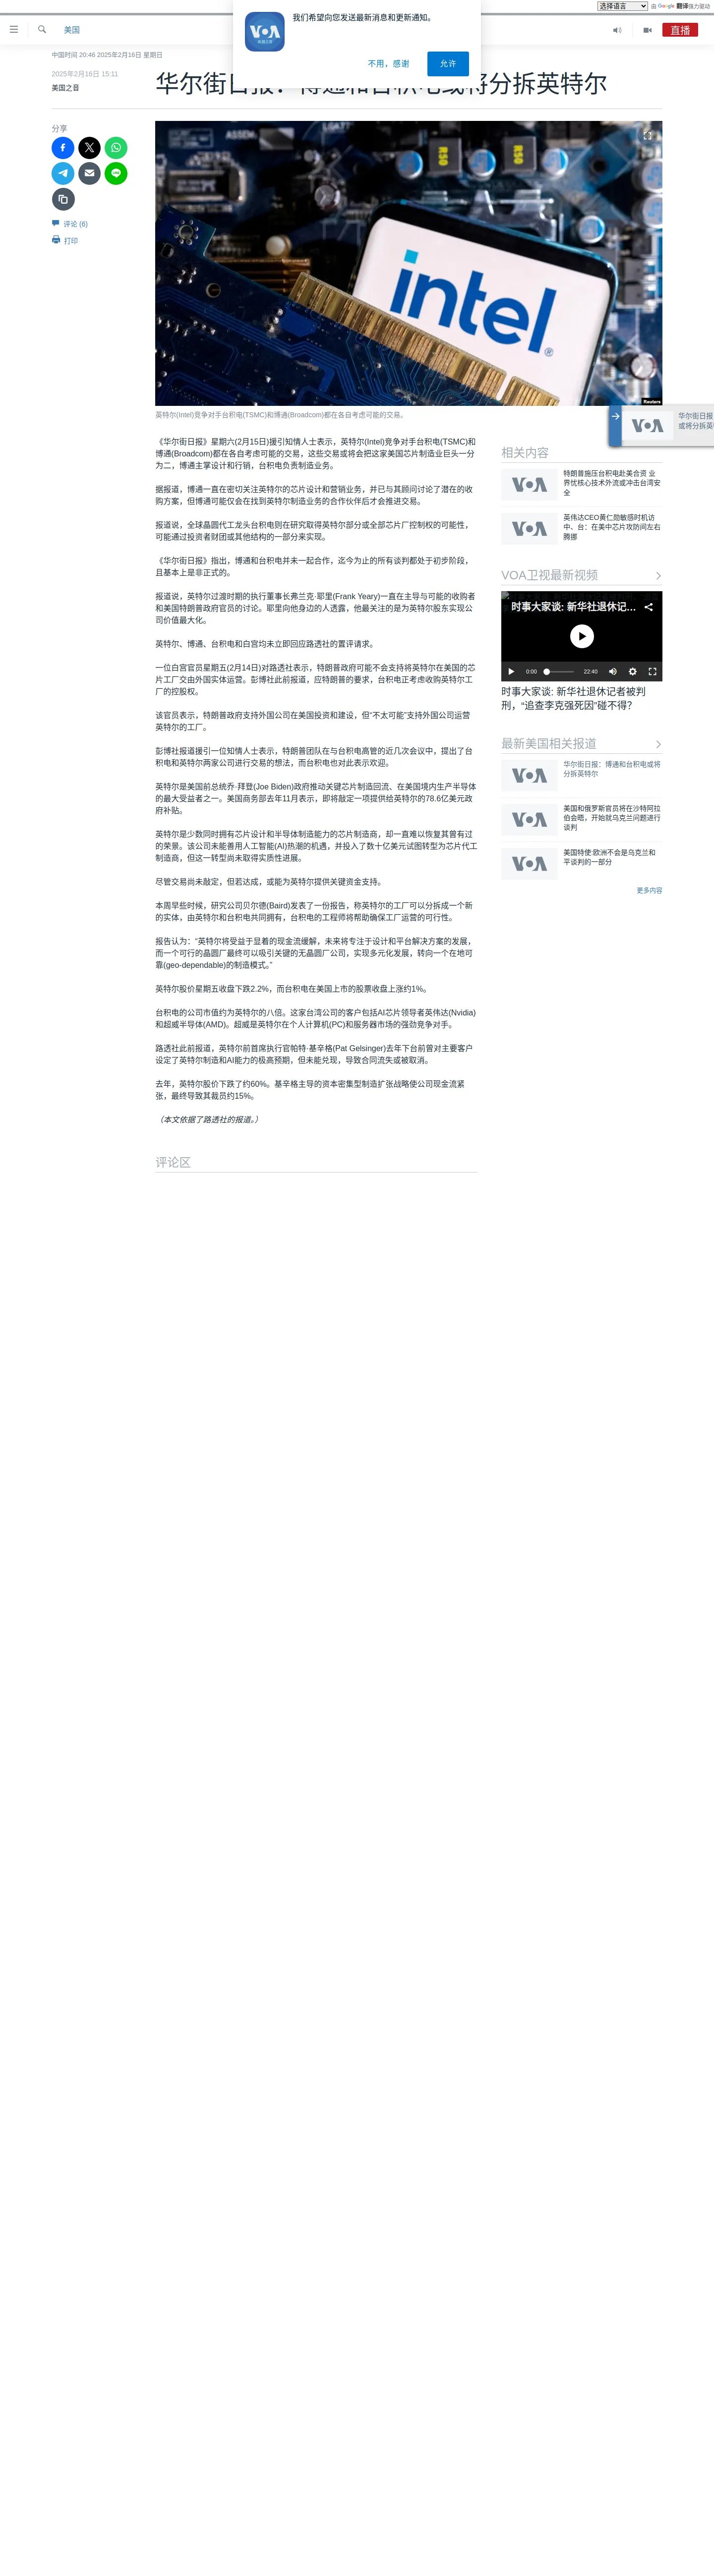 选择语言
由 Google 翻译强力驱动
我们希望向您发送最新消息和更新通知。
不用，感谢
允许
美国
直播
中国时间 20:46 2025年2月16日 星期日
华尔街日报：博通和台积电或将分拆英特尔
2025年2月16日 15:11
美国之音
分享
评论 (6)
打印
intel
Reuters
英特尔(Intel)竞争对手台积电(TSMC)和博通(Broadcom)都在各自考虑可能的交易。
华尔街日报
或将分拆英
《华尔街日报》星期六(2月15日)援引知情人士表示，英特尔(Intel)竞争对手台积电(TSMC)和
博通(Broadcom)都在各自考虑可能的交易，这些交易或将会把这家美国芯片制造业巨头一分
为二，博通主掌设计和行销，台积电负责制造业务。
据报道，博通一直在密切关注英特尔的芯片设计和营销业务，并已与其顾问讨论了潜在的收
购方案，但博通可能仅会在找到英特尔制造业务的合作伙伴后才会推进交易。
报道说，全球晶圆代工龙头台积电则在研究取得英特尔部分或全部芯片厂控制权的可能性，
可能通过投资者财团或其他结构的一部分来实现。
《华尔街日报》指出，博通和台积电并未一起合作，迄今为止的所有谈判都处于初步阶段，
且基本上是非正式的。
报道说，英特尔过渡时期的执行董事长弗兰克·耶里(Frank Yeary)一直在主导与可能的收购者
和美国特朗普政府官员的讨论。耶里向他身边的人透露，他最关注的是为英特尔股东实现公
司价值最大化。
英特尔、博通、台积电和白宫均未立即回应路透社的置评请求。
一位白宫官员星期五(2月14日)对路透社表示，特朗普政府可能不会支持将英特尔在美国的芯
片工厂交由外国实体运营。彭博社此前报道，应特朗普的要求，台积电正考虑收购英特尔工
厂的控股权。
该官员表示，特朗普政府支持外国公司在美国投资和建设，但“不太可能”支持外国公司运营
英特尔的工厂。
彭博社报道援引一位知情人士表示，特朗普团队在与台积电高管的近几次会议中，提出了台
积电和英特尔两家公司进行交易的想法，而台积电也对此表示欢迎。
英特尔是美国前总统乔·拜登(Joe Biden)政府推动关键芯片制造回流、在美国境内生产半导体
的最大受益者之一。美国商务部去年11月表示，即将敲定一项提供给英特尔的78.6亿美元政
府补贴。
英特尔是少数同时拥有芯片设计和半导体制造能力的芯片制造商，却一直难以恢复其曾有过
的荣景。该公司未能善用人工智能(AI)热潮的机遇，并投入了数十亿美元试图转型为芯片代工
制造商，但这一转型尚未取得实质性进展。
尽管交易尚未敲定，但若达成，或能为英特尔提供关键资金支持。
本周早些时候，研究公司贝尔德(Baird)发表了一份报告，称英特尔的工厂可以分拆成一个新
的实体，由英特尔和台积电共同拥有，台积电的工程师将帮助确保工厂运营的可行性。
报告认为：“英特尔将受益于显着的现金流缓解，未来将专注于设计和平台解决方案的发展，
而一个可行的晶圆厂最终可以吸引关键的无晶圆厂公司，实现多元化发展，转向一个在地可
靠(geo-dependable)的制造模式。”
英特尔股价星期五收盘下跌2.2%，而台积电在美国上市的股票收盘上涨约1%。
台积电的公司市值约为英特尔的八倍。这家台湾公司的客户包括AI芯片领导者英伟达(Nvidia)
和超威半导体(AMD)。超威是英特尔在个人计算机(PC)和服务器市场的强劲竞争对手。
路透社此前报道，英特尔前首席执行官帕特·基辛格(Pat Gelsinger)去年下台前曾对主要客户
设定了英特尔制造和AI能力的极高预期，但未能兑现，导致合同流失或被取消。
去年，英特尔股价下跌了约60%。基辛格主导的资本密集型制造扩张战略使公司现金流紧
张，最终导致其裁员约15%。
（本文依据了路透社的报道。）
评论区
相关内容
特朗普施压台积电赴美合资 业
界忧核心技术外流或冲击台湾安
全
英伟达CEO黄仁勋敏感时机访
中、台：在美中芯片攻防间左右
腾挪
VOA卫视最新视频
时事大家谈: 新华社退休记…
0:00
22:40
时事大家谈: 新华社退休记者被判
刑，“追查李克强死因”碰不得？
最新美国相关报道
华尔街日报：博通和台积电或将
分拆英特尔
美国和俄罗斯官员将在沙特阿拉
伯会晤，开始就乌克兰问题进行
谈判
美国特使:欧洲不会是乌克兰和
平谈判的一部分
更多内容